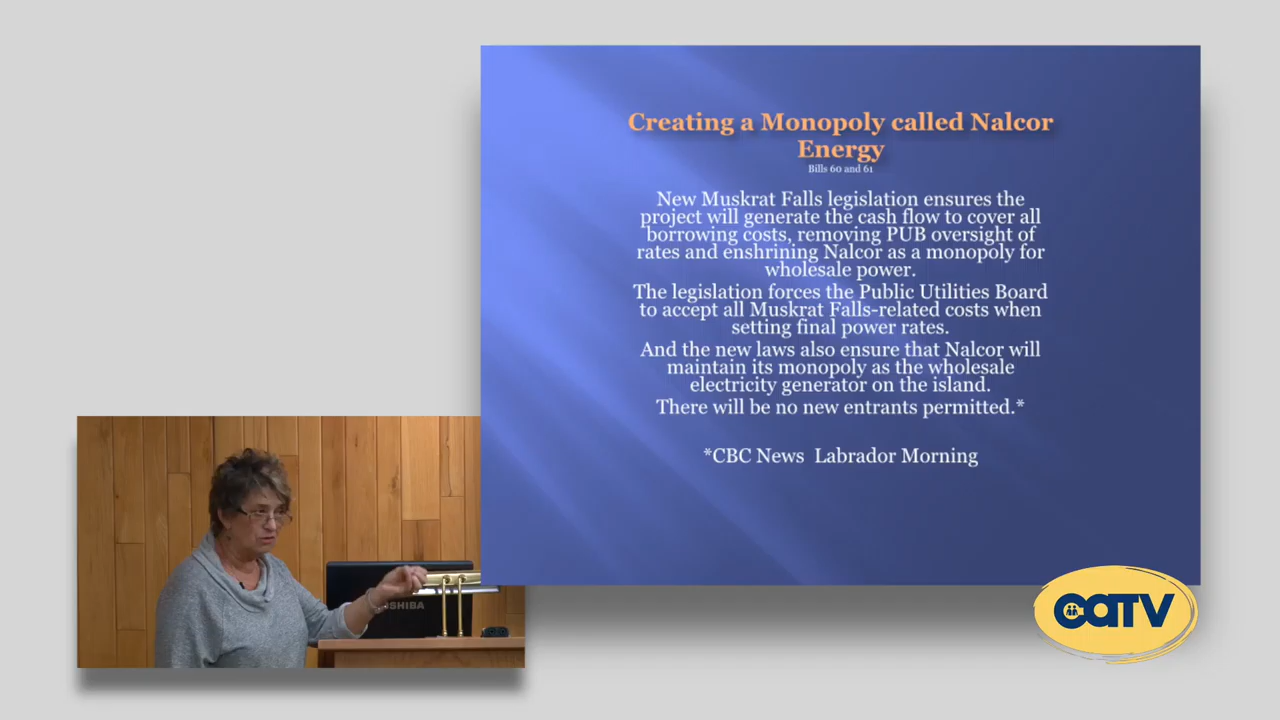 Creating a Monopoly called Nalcor
Energy
Bills 60 and 61
New Muskrat Falls legislation ensures the
project will generate the cash flow to cover all
borrowing costs, removing PUB oversight of
rates and enshrining Nalcor as a monopoly for
wholesale power.
The legislation forces the Public Utilities Board
to accept all Muskrat Falls-related costs when
setting final power rates.
And the new laws also ensure that Nalcor will
maintain its monopoly as the wholesale
electricity generator on the island.
There will be no new entrants permitted.*
*CBC News Labrador Morning
OSHIBA
CATV